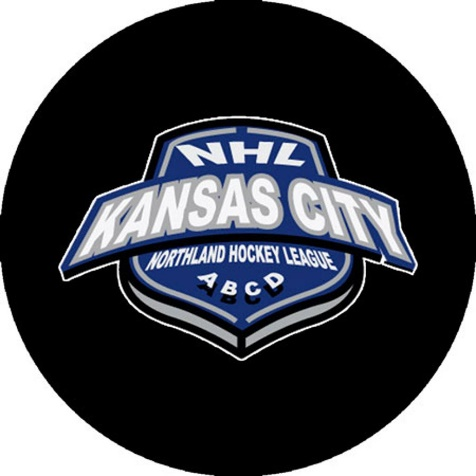 NHL
KANSAS CITY
NORTHLAND HOCKEY LEAGUE
ABCD